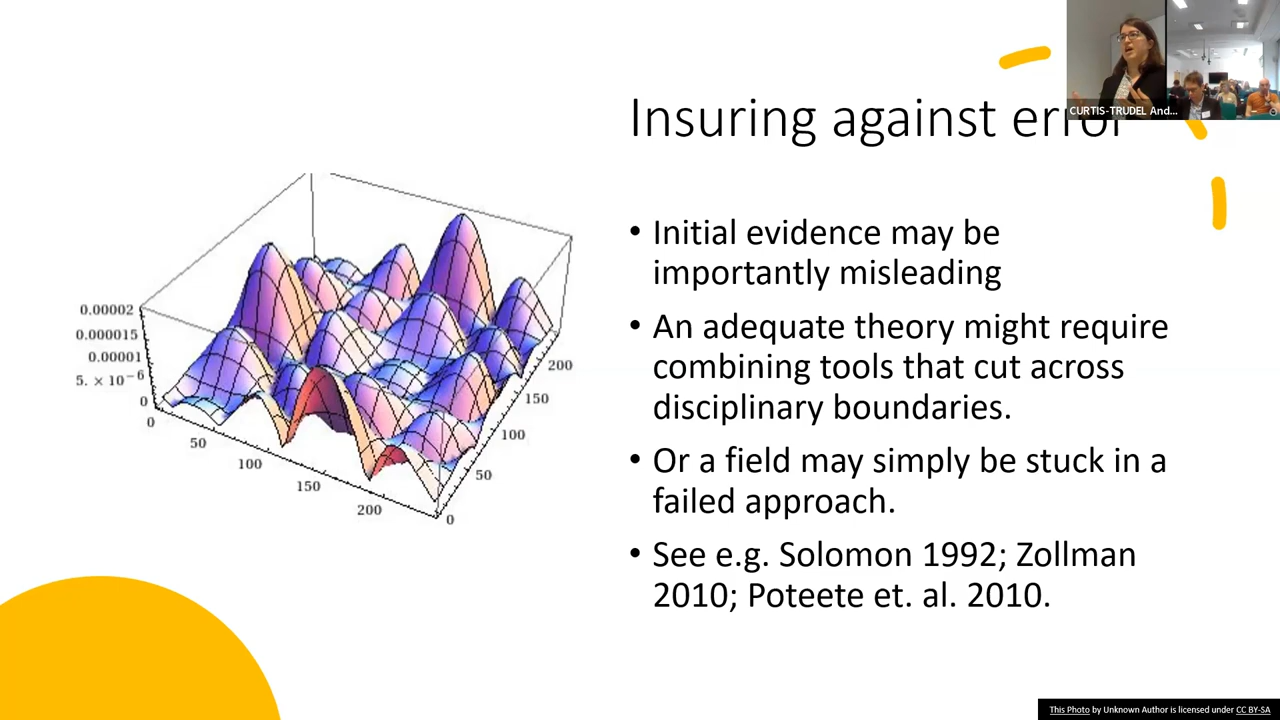 CURTIS-TRUDEL And...
Insuring against error
0.00002
0.000015
0.00001
5. × 10⁻⁶
0
0
50
100
150
200
200
150
100
50
0
• Initial evidence may be
importantly misleading
• An adequate theory might require
combining tools that cut across
disciplinary boundaries.
• Or a field may simply be stuck in a
failed approach.
• See e.g. Solomon 1992; Zollman
2010; Poteete et. al. 2010.
This Photo by Unknown Author is licensed under CC BY-SA